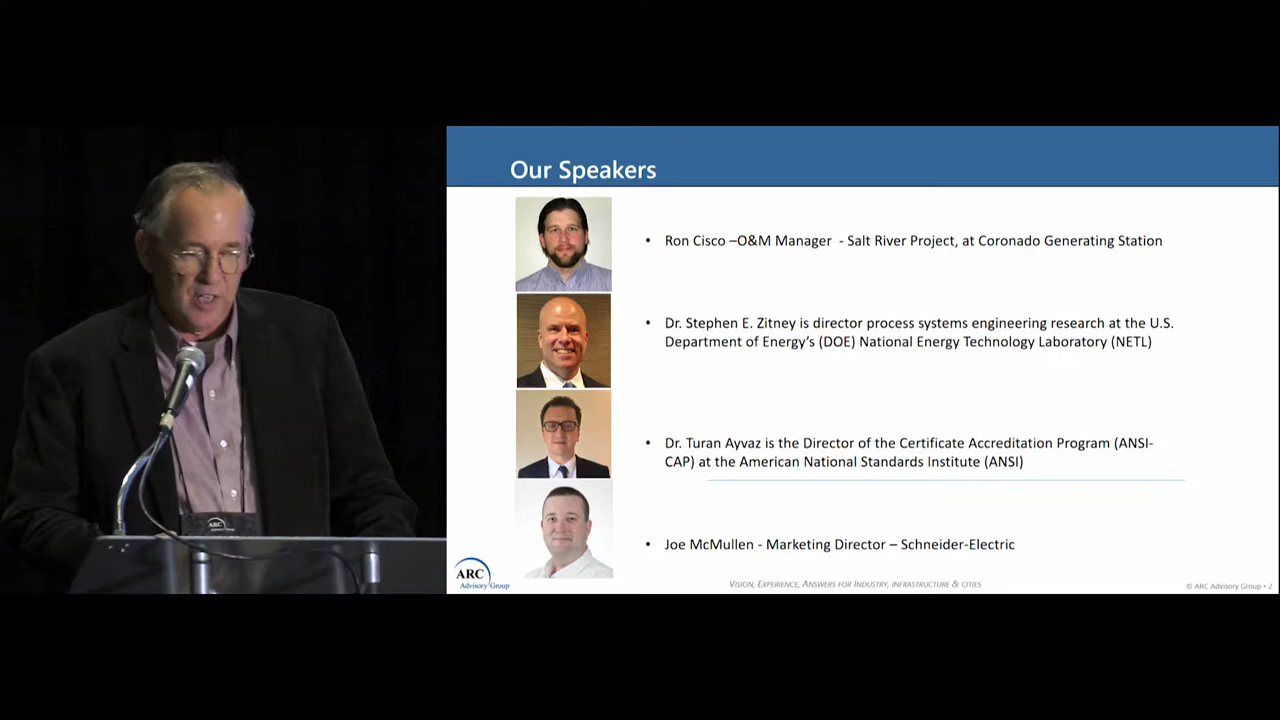 Our Speakers
• Ron Cisco –O&M Manager - Salt River Project, at Coronado Generating Station
• Dr. Stephen E. Zitney is director process systems engineering research at the U.S.
Department of Energy's (DOE) National Energy Technology Laboratory (NETL)
• Dr. Turan Ayvaz is the Director of the Certificate Accreditation Program (ANSI-
CAP) at the American National Standards Institute (ANSI)
• Joe McMullen - Marketing Director – Schneider-Electric
ARC
Advisory Group
VISION, EXPERIENCE, ANSWERS FOR INDUSTRY, INFRASTRUCTURE & CITIES
© ARC Advisory Group • 2
ARC
Advisory Group